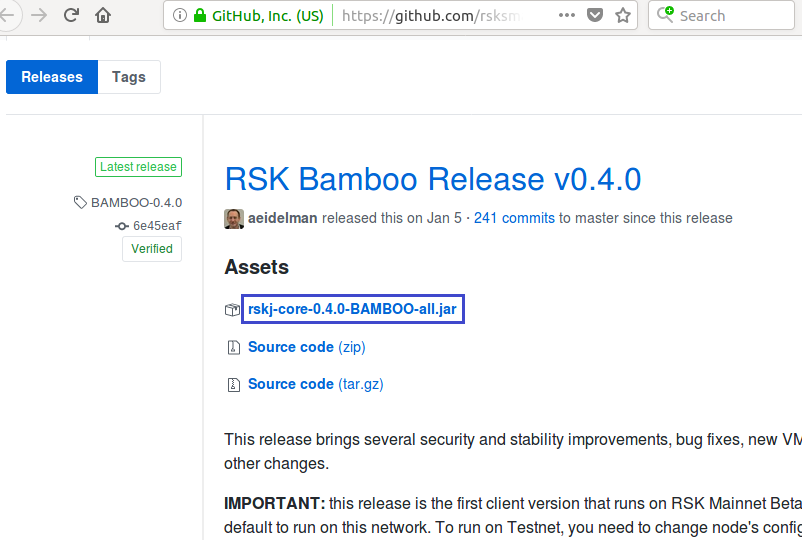 GitHub, Inc. (US) https://github.com/rsksm
Search
Releases Tags
Latest release
BAMBOO-0.4.0
6e45eaf
Verified
RSK Bamboo Release v0.4.0
aeidelman released this on Jan 5 · 241 commits to master since this release
Assets
rskj-core-0.4.0-BAMBOO-all.jar
Source code (zip)
Source code (tar.gz)
This release brings several security and stability improvements, bug fixes, new VM
other changes.
IMPORTANT: this release is the first client version that runs on RSK Mainnet Beta
default to run on this network. To run on Testnet, you need to change node's config